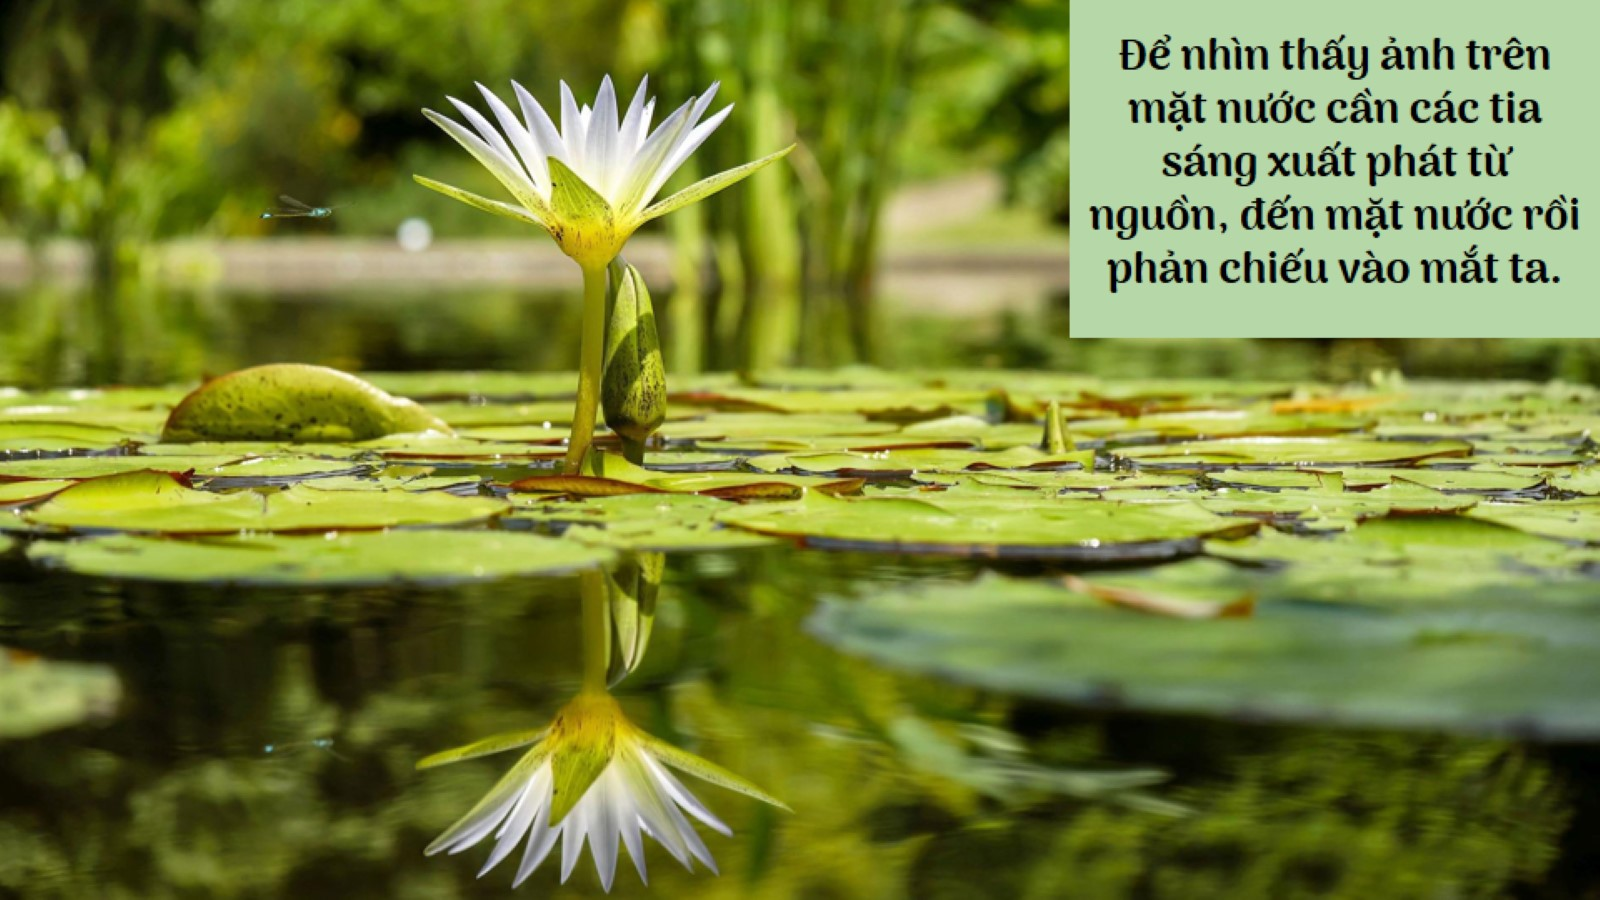 Để nhìn thấy ảnh trên
mặt nước cần các tia
sáng xuất phát từ
nguồn, đến mặt nước rồi
phản chiếu vào mắt ta.